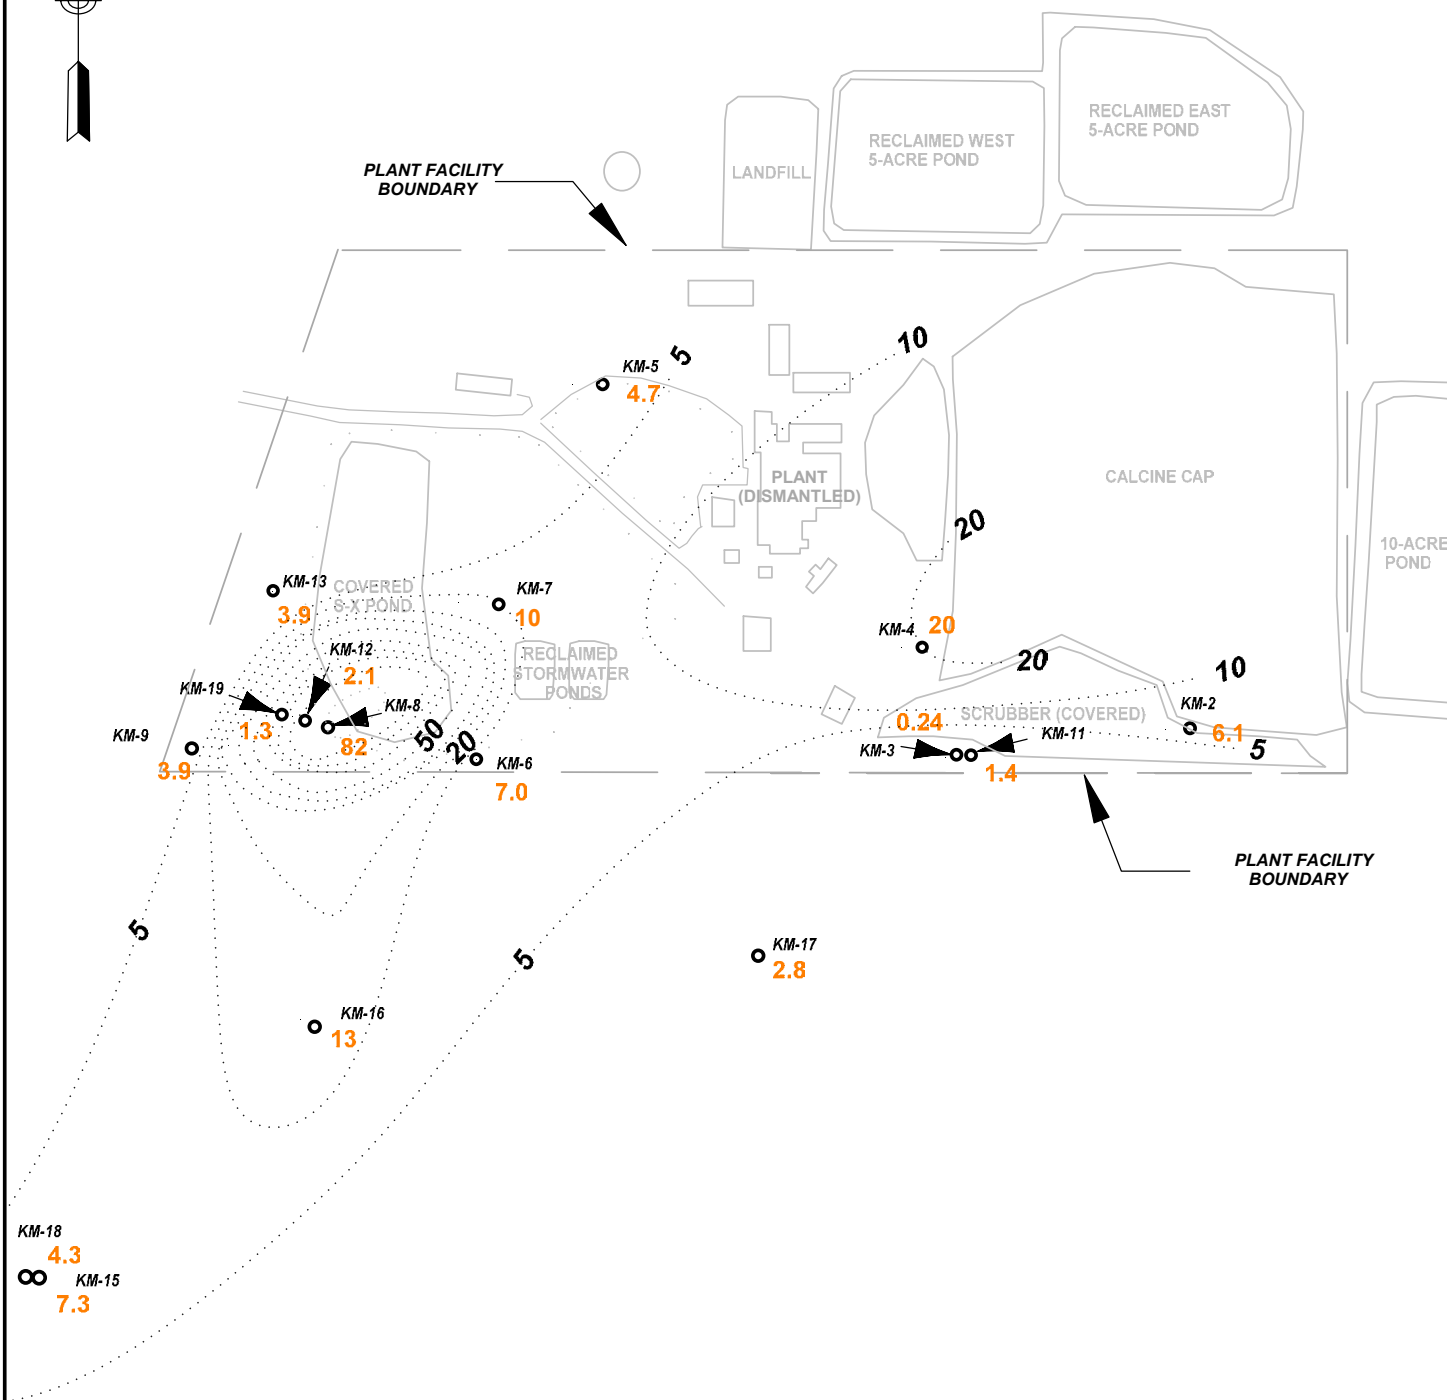 RECLAIMED EAST
5-ACRE POND
RECLAIMED WEST
5-ACRE POND
LANDFILL
PLANT FACILITY
BOUNDARY
10
5
KM-5
4.7
PLANT
(DISMANTLED)
CALCINE CAP
20
10-ACRE
POND
KM-13
3.9
COVERED
S-X POND
KM-7
10
KM-4
20
20
10
KM-12
2.1
RECLAIMED
STORMWATER
PONDS
KM-19
1.3
KM-8
82
50
20
KM-9
3.9
KM-6
7.0
0.24
SCRUBBER (COVERED)
KM-2
6.1
KM-3
KM-11
1.4
5
PLANT FACILITY
BOUNDARY
5
5
KM-17
2.8
KM-16
13
KM-18
4.3
KM-15
7.3